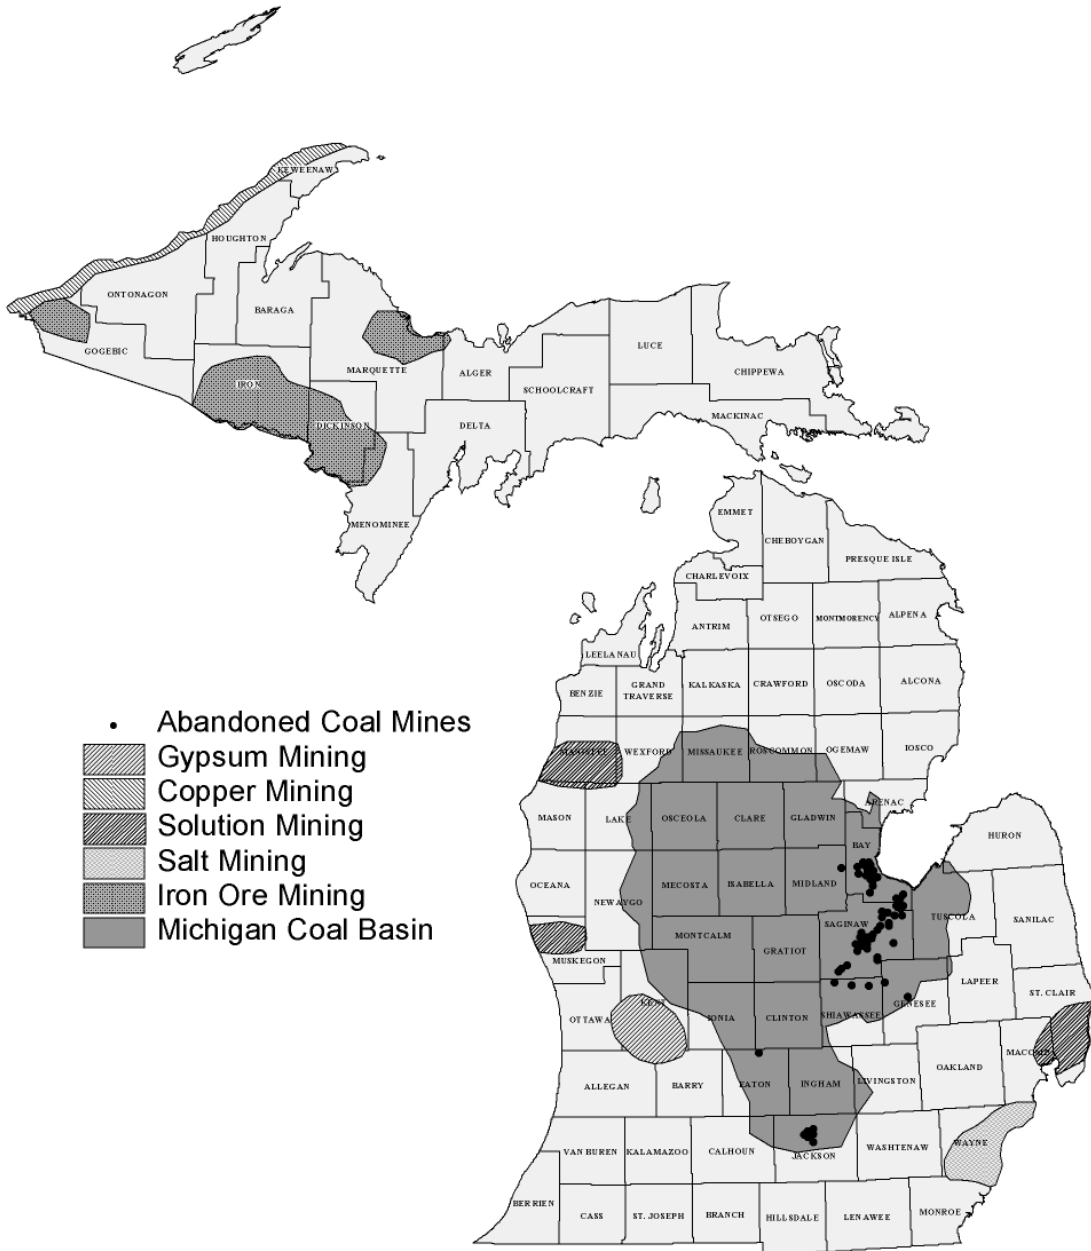 KEWEENAW
HOUGHTON
ONTONAGON
BARAGA
GOGEBIC
MARQUETTE
LUCE
ALGER
CHIPPEWA
IRON
SCHOOLCRAFT
MACKINAC
DICKINSON
DELTA
MENOMINEE
EMMET
CHEBOYGAN
PRESQUE ISLE
CHARLEVOIX
ANTRIM
OTSEGO
MONTMORENCY
ALPENA
LEELANAU
BENZIE
GRAND
TRAVERSE
KALKASKA
CRAWFORD
OSCODA
ALCONA
MANISTEE
WEXFORD
MISSAUKEE
ROSCOMMON
OGEMAW
IOSCO
Abandoned Coal Mines
Gypsum Mining
Copper Mining
Solution Mining
Salt Mining
Iron Ore Mining
Michigan Coal Basin
MASON
LAKE
OSCEOLA
CLARE
GLADWIN
ARENAC
HURON
BAY
OCEANA
NEWAYGO
MECOSTA
ISABELLA
MIDLAND
TUSCOLA
SANILAC
SAGINAW
MUSKEGON
MONTCALM
GRATIOT
LAPEER
ST. CLAIR
KENT
GENESEE
OTTAWA
IONIA
CLINTON
SHIAWASSEE
MACOMB
OAKLAND
ALLEGAN
BARRY
EATON
INGHAM
LIVINGSTON
VAN BUREN
KALAMAZOO
CALHOUN
JACKSON
WASHTENAW
WAYNE
BERRIEN
CASS
ST. JOSEPH
BRANCH
HILLSDALE
LENAWEE
MONROE